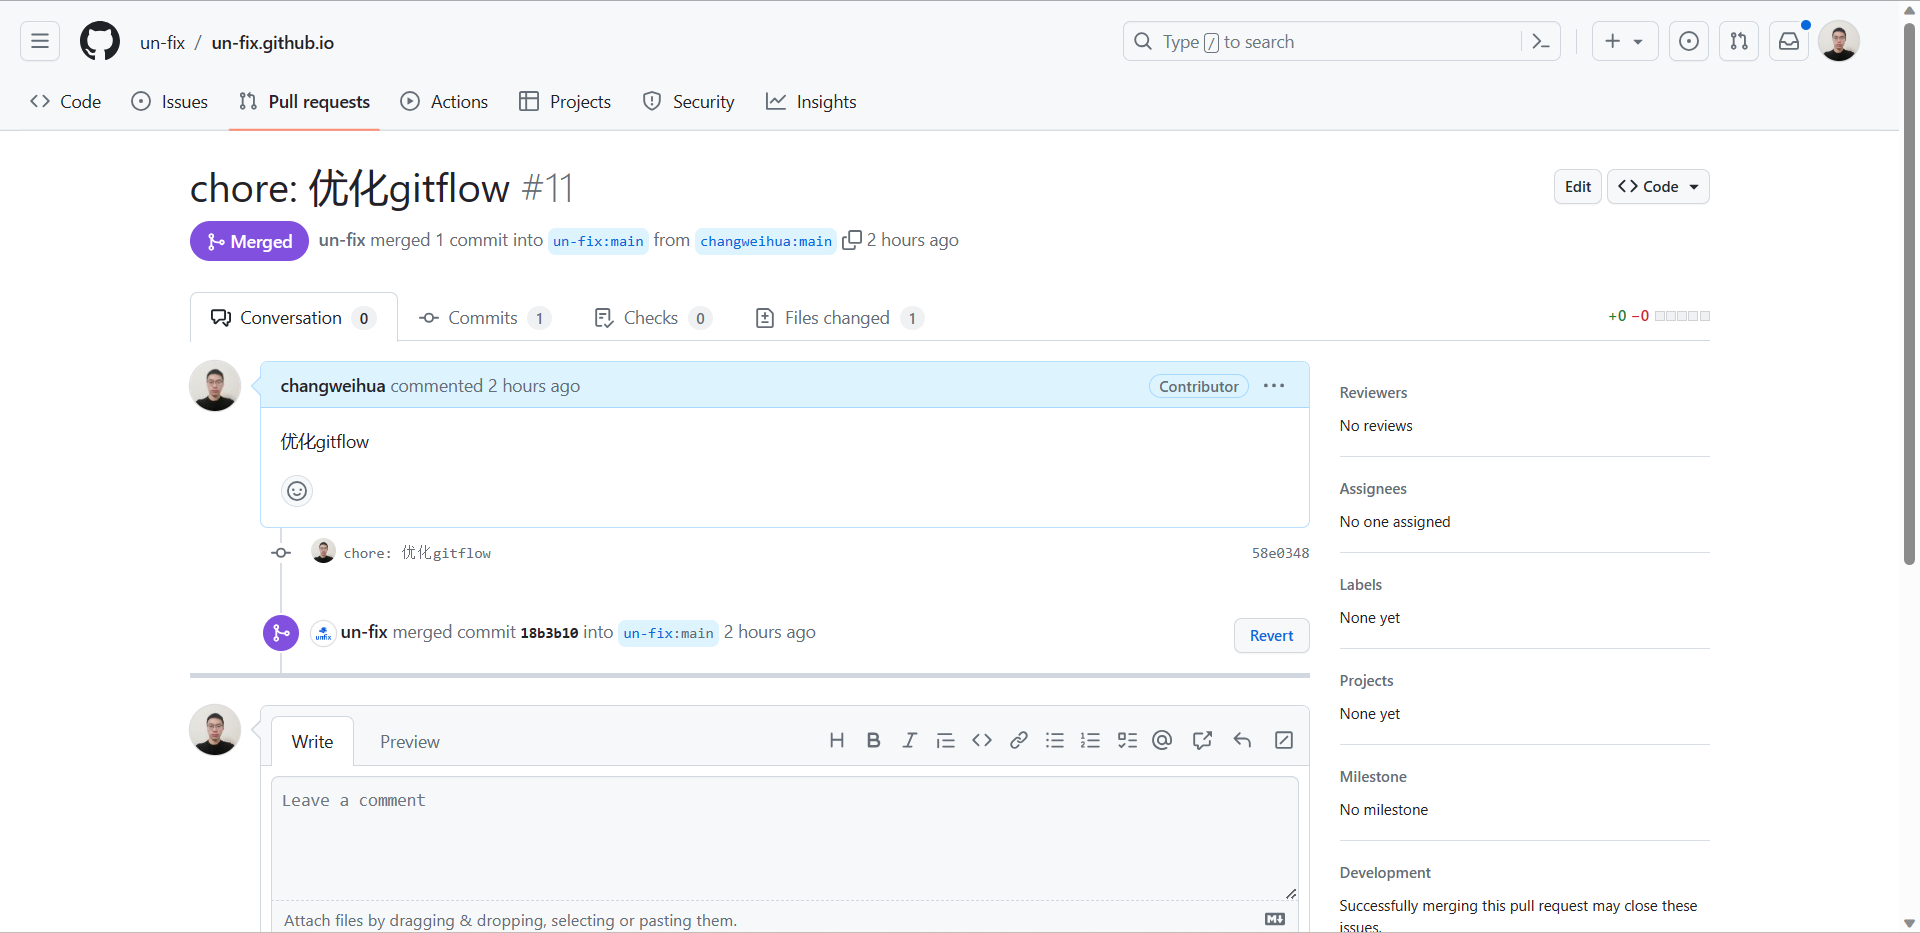 un-fix / un-fix.github.io
Type / to search
Code
Issues
Pull requests
Actions
Projects
Security
Insights
chore: 优化gitflow #11
Edit
Code
Merged
un-fix merged 1 commit into un-fix:main from changweihua:main 2 hours ago
Conversation 0
Commits 1
Checks 0
Files changed 1
+0 −0
changweihua commented 2 hours ago
Contributor
优化gitflow
chore: 优化gitflow
58e0348
unfix
un-fix merged commit 18b3b10 into un-fix:main 2 hours ago
Revert
Write
Preview
Leave a comment
Attach files by dragging & dropping, selecting or pasting them.
Reviewers
No reviews
Assignees
No one assigned
Labels
None yet
Projects
None yet
Milestone
No milestone
Development
Successfully merging this pull request may close these
issues.